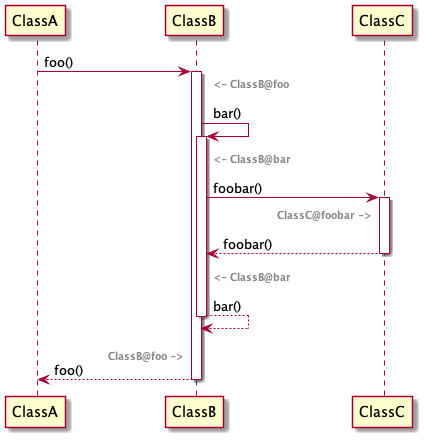 ClassA ClassB ClassC
foo()
<- ClassB@foo
bar()
<- ClassB@bar
foobar()
ClassC@foobar ->
foobar()
<- ClassB@bar
bar()
ClassB@foo ->
foo()
ClassA ClassB ClassC